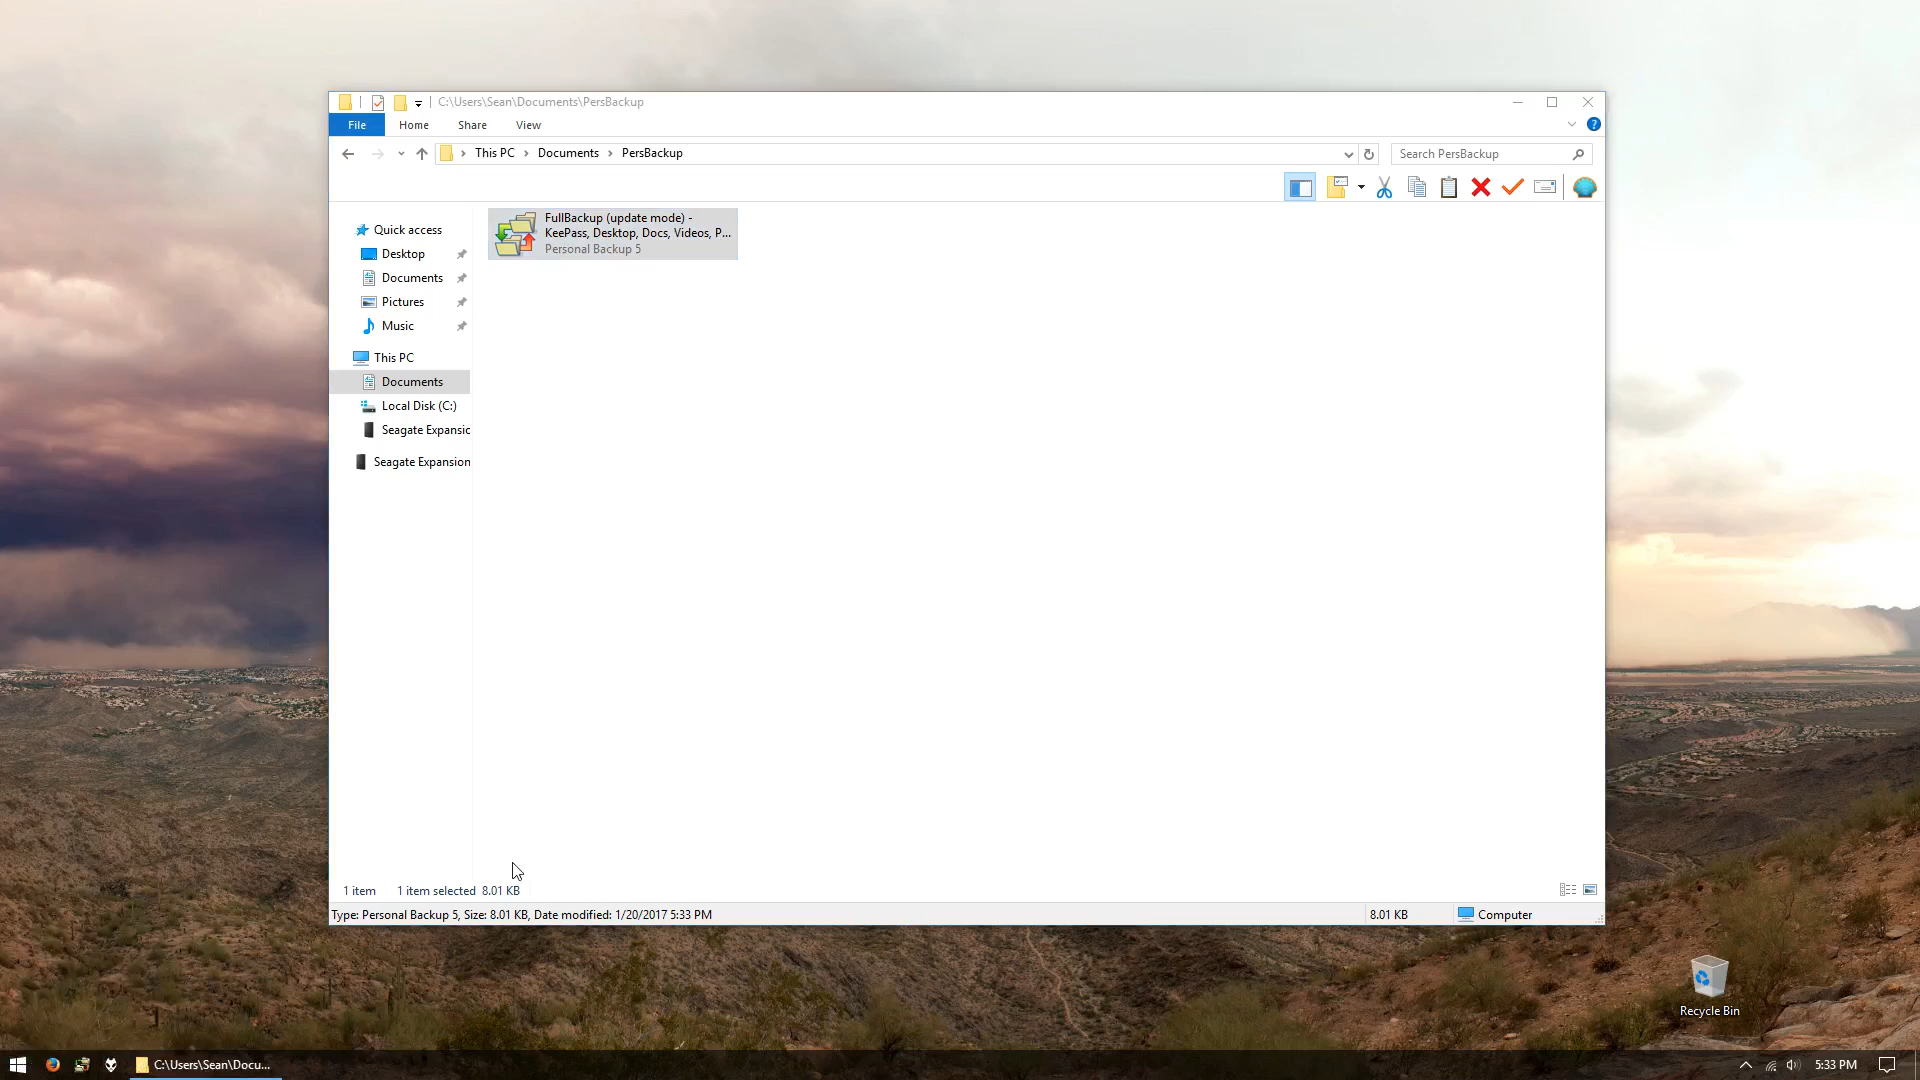 C:\Users\Sean\Documents\PersBackup
File Home Share View
This PC Documents PersBackup
Search PersBackup
FullBackup (update mode) -
KeePass, Desktop, Docs, Videos, P...
Personal Backup 5
Quick access
Desktop
Documents
Pictures
Music
This PC
Documents
Local Disk (C:)
Seagate Expansic
Seagate Expansion
1 item 1 item selected 8.01 KB
Type: Personal Backup 5, Size: 8.01 KB, Date modified: 1/20/2017 5:33 PM
8.01 KB
Computer
Recycle Bin
C:\Users\Sean\Docu...
5:33 PM